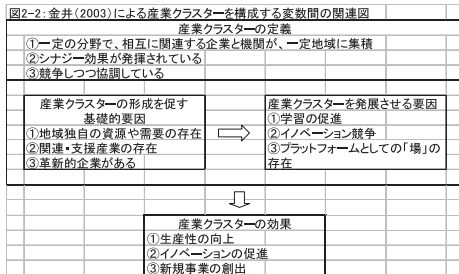 図2-2:金井(2003)による産業クラスターを構成する変数間の関連図
産業クラスターの定義
①一定の分野で、相互に関連する企業と機関が、一定地域に集積
②シナジー効果が発揮されている
③競争しつつ協調している
産業クラスターの形成を促す
基礎的要因
①地域独自の資源や需要の存在
②関連・支援産業の存在
③革新的企業がある
産業クラスターを発展させる要因
①学習の促進
②イノベーション競争
③プラットフォームとしての「場」の
存在
産業クラスターの効果
①生産性の向上
②イノベーションの促進
③新規事業の創出